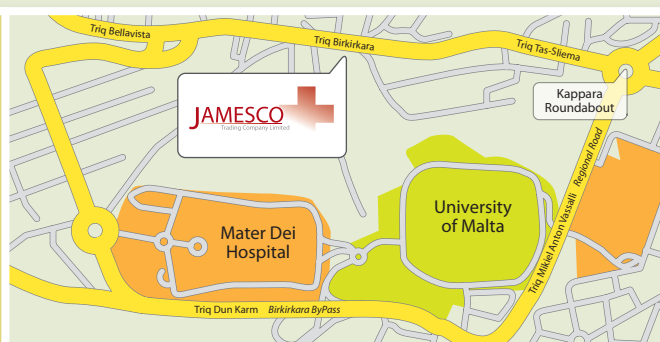 Triq Bellavista
Triq Birkirkara
Triq Tas-Sliema
Kappara
Roundabout
JAMESCO
Trading Company Limited
Triq Mikiel Anton Vassalli Regional Road
University
of Malta
Mater Dei
Hospital
Triq Dun Karm Birkirkara ByPass